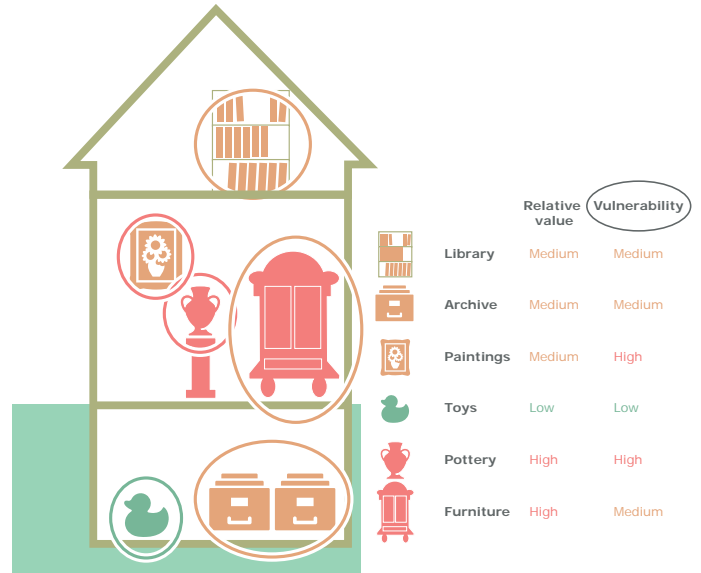 Relative
value
Vulnerability
Library Medium Medium
Archive Medium Medium
Paintings Medium High
Toys Low Low
Pottery High High
Furniture High Medium